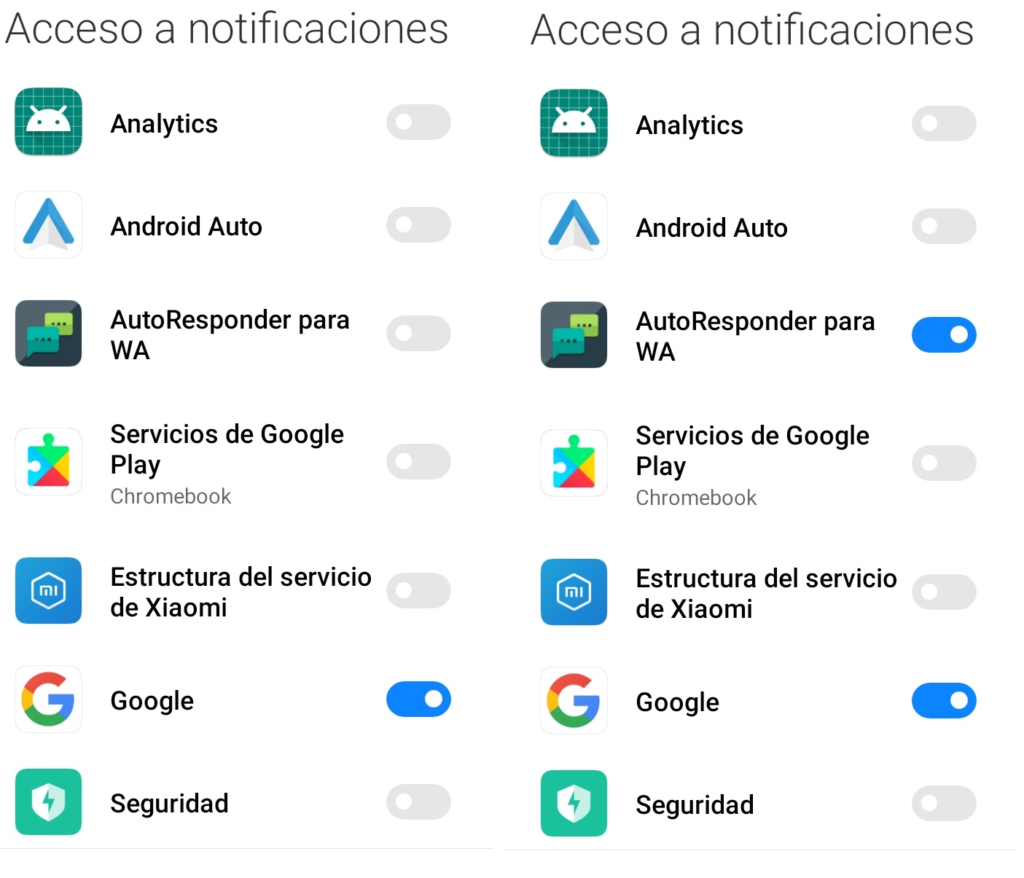 Acceso a notificaciones
Analytics
Android Auto
AutoResponder para
WA
Servicios de Google
Play
Chromebook
Estructura del servicio
de Xiaomi
Google
Seguridad
Acceso a notificaciones
Analytics
Android Auto
AutoResponder para
WA
Servicios de Google
Play
Chromebook
Estructura del servicio
de Xiaomi
Google
Seguridad